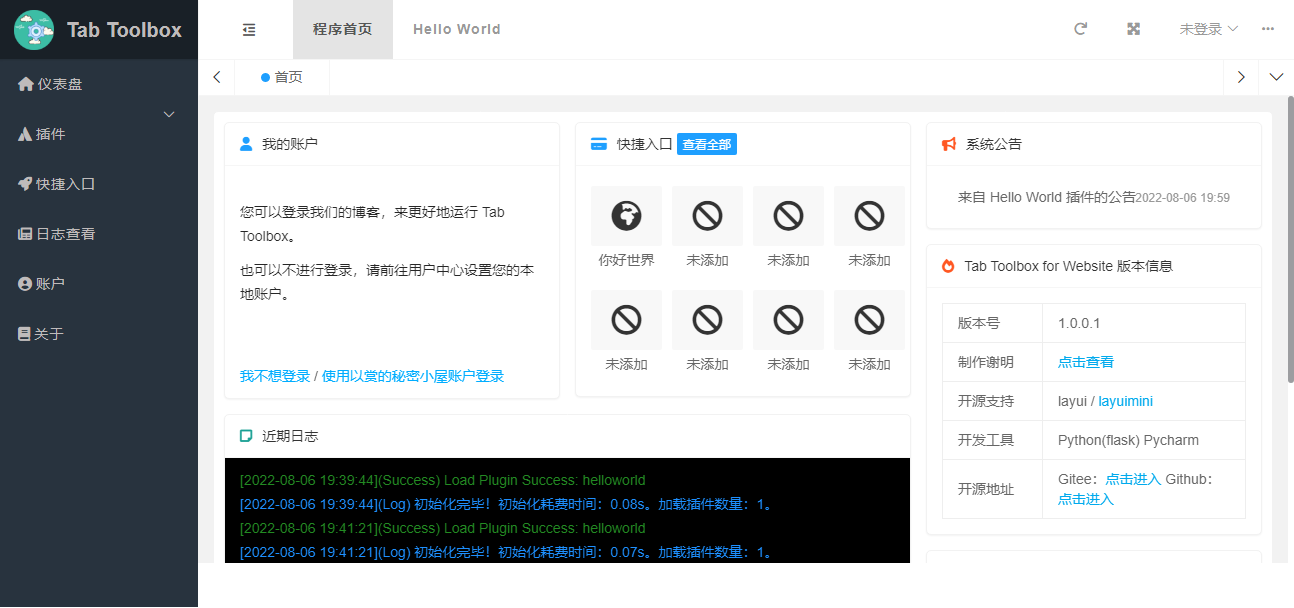 Tab Toolbox
程序首页
Hello World
未登录
仪表盘
插件
快捷入口
日志查看
账户
关于
首页
我的账户
您可以登录我们的博客，来更好地运行 Tab
Toolbox。
也可以不进行登录，请前往用户中心设置您的本
地账户。
我不想登录 / 使用以赏的秘密小屋账户登录
快捷入口 查看全部
你好世界 未添加 未添加 未添加
未添加 未添加 未添加 未添加
近期日志
[2022-08-06 19:39:44](Success) Load Plugin Success: helloworld
[2022-08-06 19:39:44](Log) 初始化完毕！初始化耗费时间：0.08s。加载插件数量：1。
[2022-08-06 19:41:21](Success) Load Plugin Success: helloworld
[2022-08-06 19:41:21](Log) 初始化完毕！初始化耗费时间：0.07s。加载插件数量：1。
系统公告
来自 Hello World 插件的公告2022-08-06 19:59
Tab Toolbox for Website 版本信息
版本号 1.0.0.1
制作谢明 点击查看
开源支持 layui / layuimini
开发工具 Python(flask) Pycharm
开源地址 Gitee：点击进入 Github：
点击进入